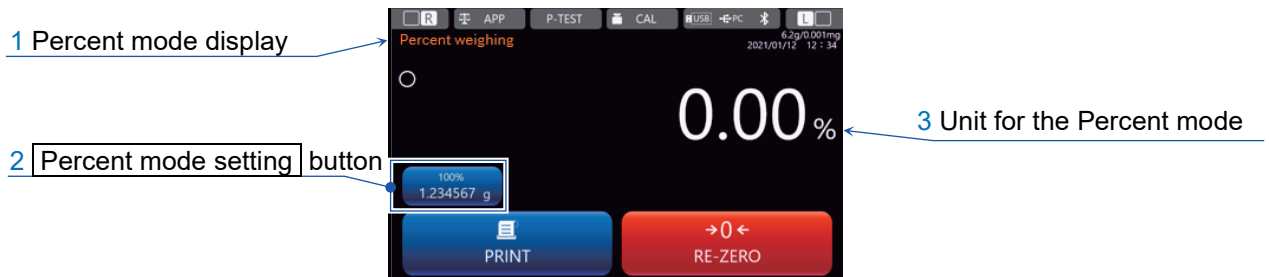 R APP P-TEST CAL USB PC L
1 Percent mode display
Percent weighing
6.2g/0.001mg
2021/01/12 12:34
0.00 %
3 Unit for the Percent mode
2 Percent mode setting button
100%
1.234567 g
→0←
PRINT RE-ZERO